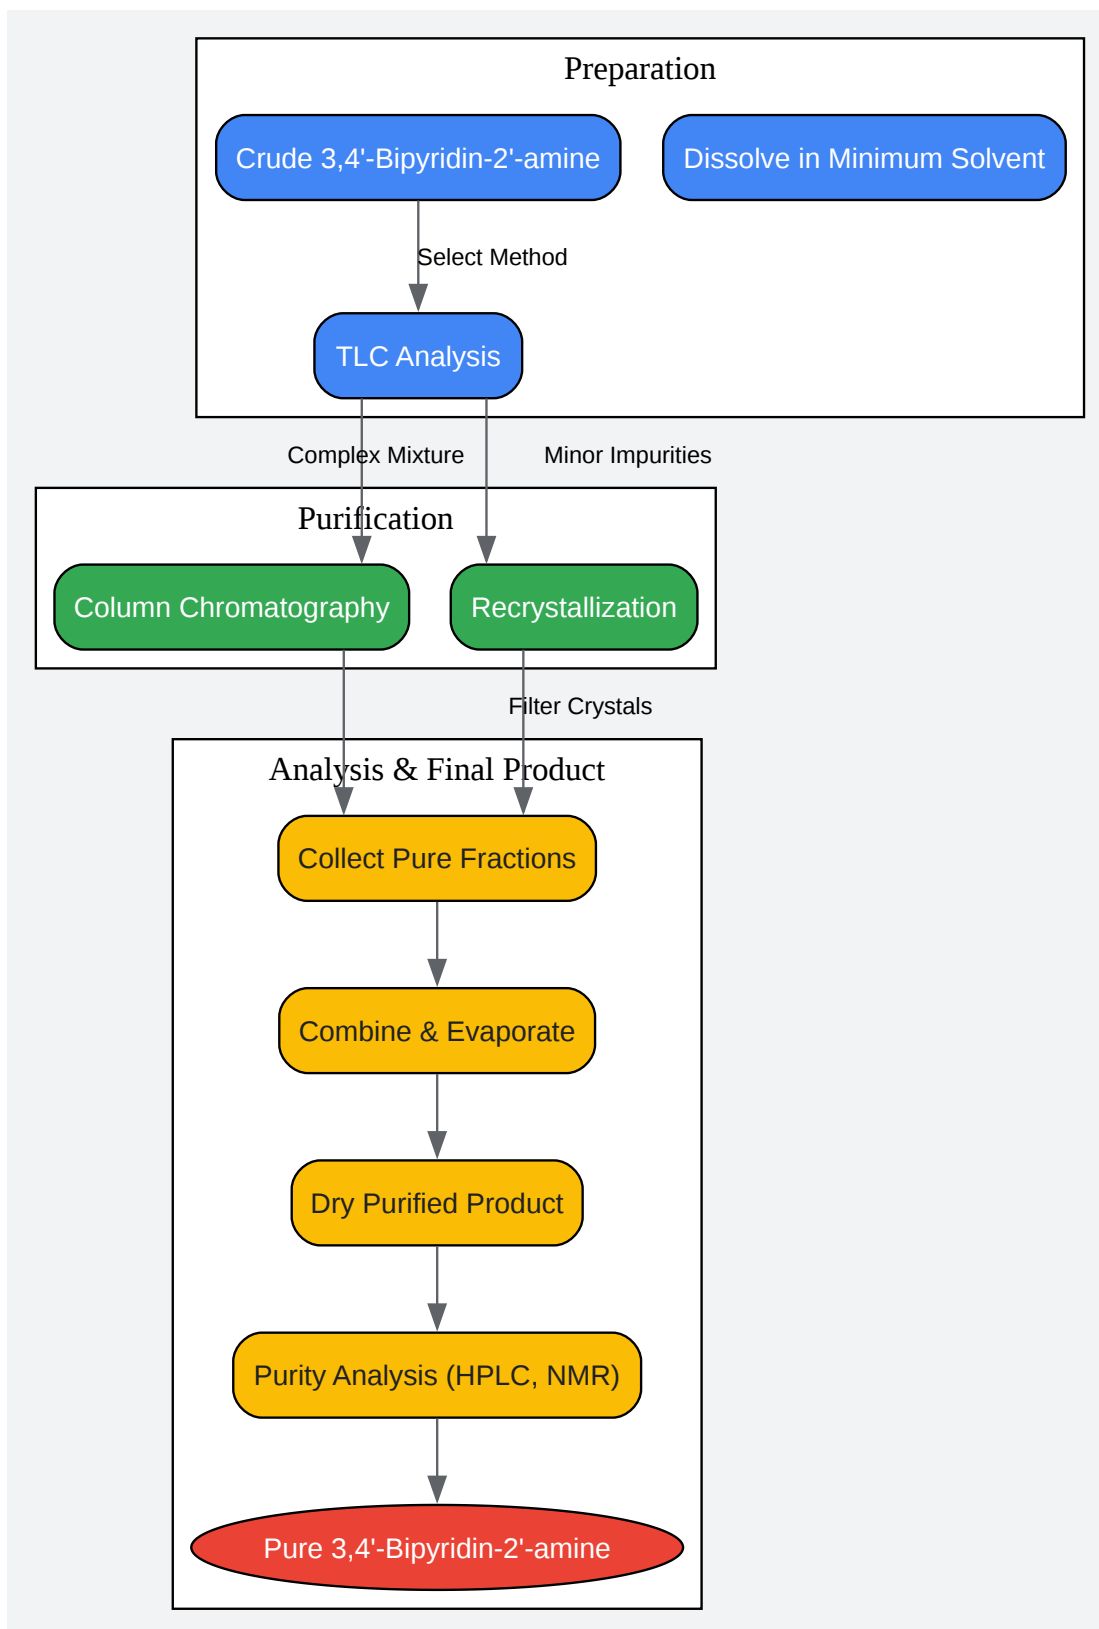 Preparation
Crude 3,4'-Bipyridin-2'-amine
Dissolve in Minimum Solvent
Select Method
TLC Analysis
Complex Mixture
Minor Impurities
Purification
Column Chromatography
Recrystallization
Filter Crystals
Analysis & Final Product
Collect Pure Fractions
Combine & Evaporate
Dry Purified Product
Purity Analysis (HPLC, NMR)
Pure 3,4'-Bipyridin-2'-amine